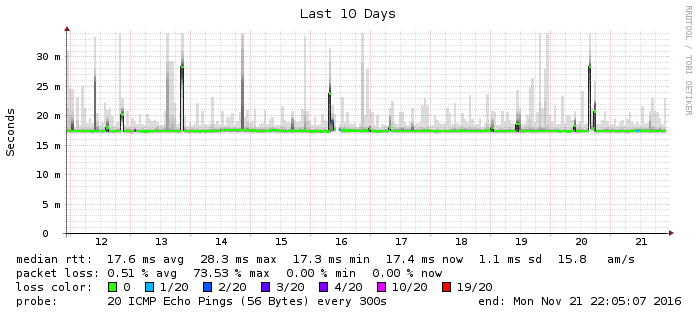 Last 10 Days
RRDTOOL / TOBI OETIKER
Seconds
30 m
25 m
20 m
15 m
10 m
5 m
0
12 13 14 15 16 17 18 19 20 21
median rtt: 17.6 ms avg 28.3 ms max 17.3 ms min 17.4 ms now 1.1 ms sd 15.8 am/s
packet loss: 0.51 % avg 73.53 % max 0.00 % min 0.00 % now
loss color: 0 1/20 2/20 3/20 4/20 10/20 19/20
probe: 20 ICMP Echo Pings (56 Bytes) every 300s end: Mon Nov 21 22:05:07 2016